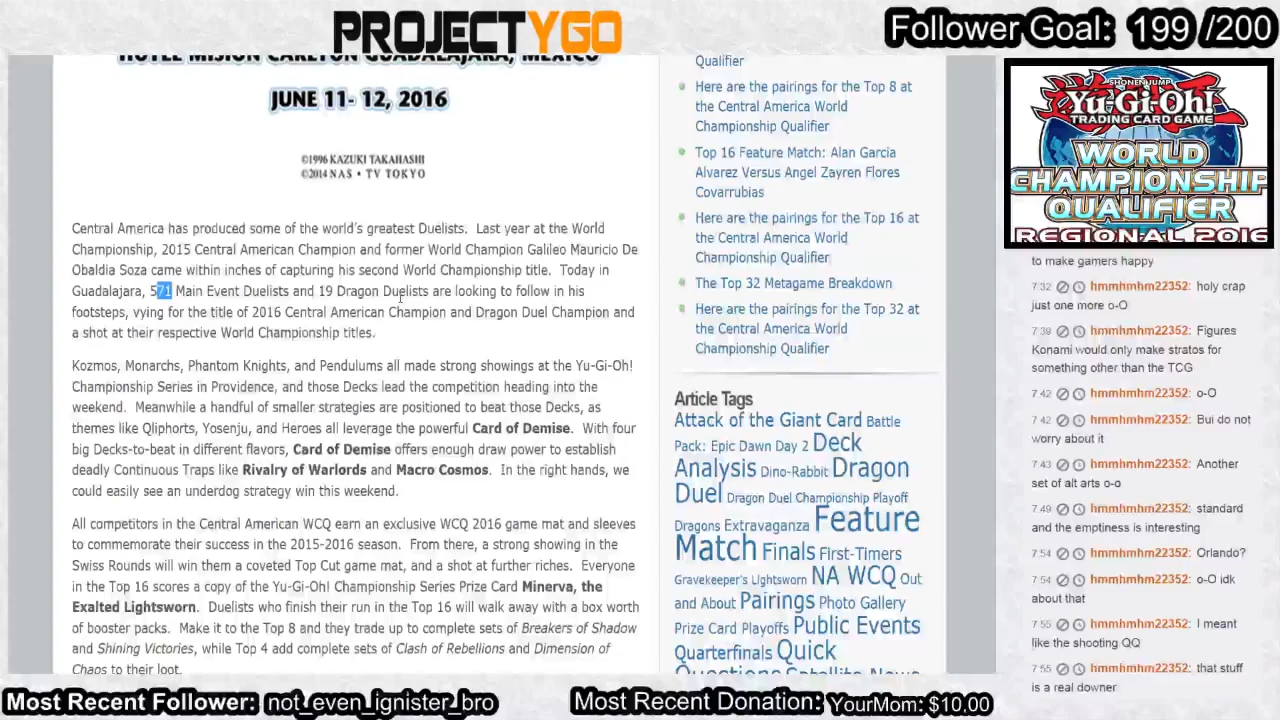 PROJECTYGO
Follower Goal: 199 /200
HOTEL MISION CARLTON GUADALAJARA, MEXICO
JUNE 11- 12, 2016
©1996 KAZUKI TAKAHASHI
©2014 NAS • TV TOKYO
Central America has produced some of the world's greatest Duelists. Last year at the World
Championship, 2015 Central American Champion and former World Champion Galileo Mauricio De
Obaldia Soza came within inches of capturing his second World Championship title. Today in
Guadalajara, 571 Main Event Duelists and 19 Dragon Duelists are looking to follow in his
footsteps, vying for the title of 2016 Central American Champion and Dragon Duel Champion and
a shot at their respective World Championship titles.
Kozmos, Monarchs, Phantom Knights, and Pendulums all made strong showings at the Yu-Gi-Oh!
Championship Series in Providence, and those Decks lead the competition heading into the
weekend. Meanwhile a handful of smaller strategies are positioned to beat those Decks, as
themes like Qliphorts, Yosenju, and Heroes all leverage the powerful Card of Demise. With four
big Decks-to-beat in different flavors, Card of Demise offers enough draw power to establish
deadly Continuous Traps like Rivalry of Warlords and Macro Cosmos. In the right hands, we
could easily see an underdog strategy win this weekend.
All competitors in the Central American WCQ earn an exclusive WCQ 2016 game mat and sleeves
to commemorate their success in the 2015-2016 season. From there, a strong showing in the
Swiss Rounds will win them a coveted Top Cut game mat, and a shot at further riches. Everyone
in the Top 16 scores a copy of the Yu-Gi-Oh! Championship Series Prize Card Minerva, the
Exalted Lightsworn. Duelists who finish their run in the Top 16 will walk away with a box worth
of booster packs. Make it to the Top 8 and they trade up to complete sets of Breakers of Shadow
and Shining Victories, while Top 4 add complete sets of Clash of Rebellions and Dimension of
Chaos to their loot.
Qualifier
Here are the pairings for the Top 8 at
the Central America World
Championship Qualifier
Top 16 Feature Match: Alan Garcia
Alvarez Versus Angel Zayren Flores
Covarrubias
Here are the pairings for the Top 16 at
the Central America World
Championship Qualifier
The Top 32 Metagame Breakdown
Here are the pairings for the Top 32 at
the Central America World
Championship Qualifier
Article Tags
Attack of the Giant Card Battle
Pack: Epic Dawn Day 2 Deck
Analysis Dino-Rabbit Dragon
Duel Dragon Duel Championship Playoff
Dragons Extravaganza Feature
Match Finals First-Timers
Gravekeeper's Lightsworn NA WCQ Out
and About Pairings Photo Gallery
Prize Card Playoffs Public Events
Quarterfinals Quick
Questions Satellite News
SHONEN JUMP
Yu-Gi-Oh!
TRADING CARD GAME
WORLD
CHAMPIONSHIP
QUALIFIER
REGIONAL 2016
to make gamers happy
7:32 hmmhmhm22352: holy crap
just one more o-O
7:39 hmmhmhm22352: Figures
Konami would only make stratos for
something other than the TCG
7:42 hmmhmhm22352: o-O
7:42 hmmhmhm22352: Bui do not
worry about it
7:43 hmmhmhm22352: Another
set of alt arts o-o
7:49 hmmhmhm22352: standard
and the emptiness is interesting
7:54 hmmhmhm22352: Orlando?
7:54 hmmhmhm22352: o-O idk
about that
7:55 hmmhmhm22352: I meant
like the shooting QQ
7:55 hmmhmhm22352: that stuff
is a real downer
Most Recent Follower: not_even_ignister_bro
Most Recent Donation: YourMom: $10.00